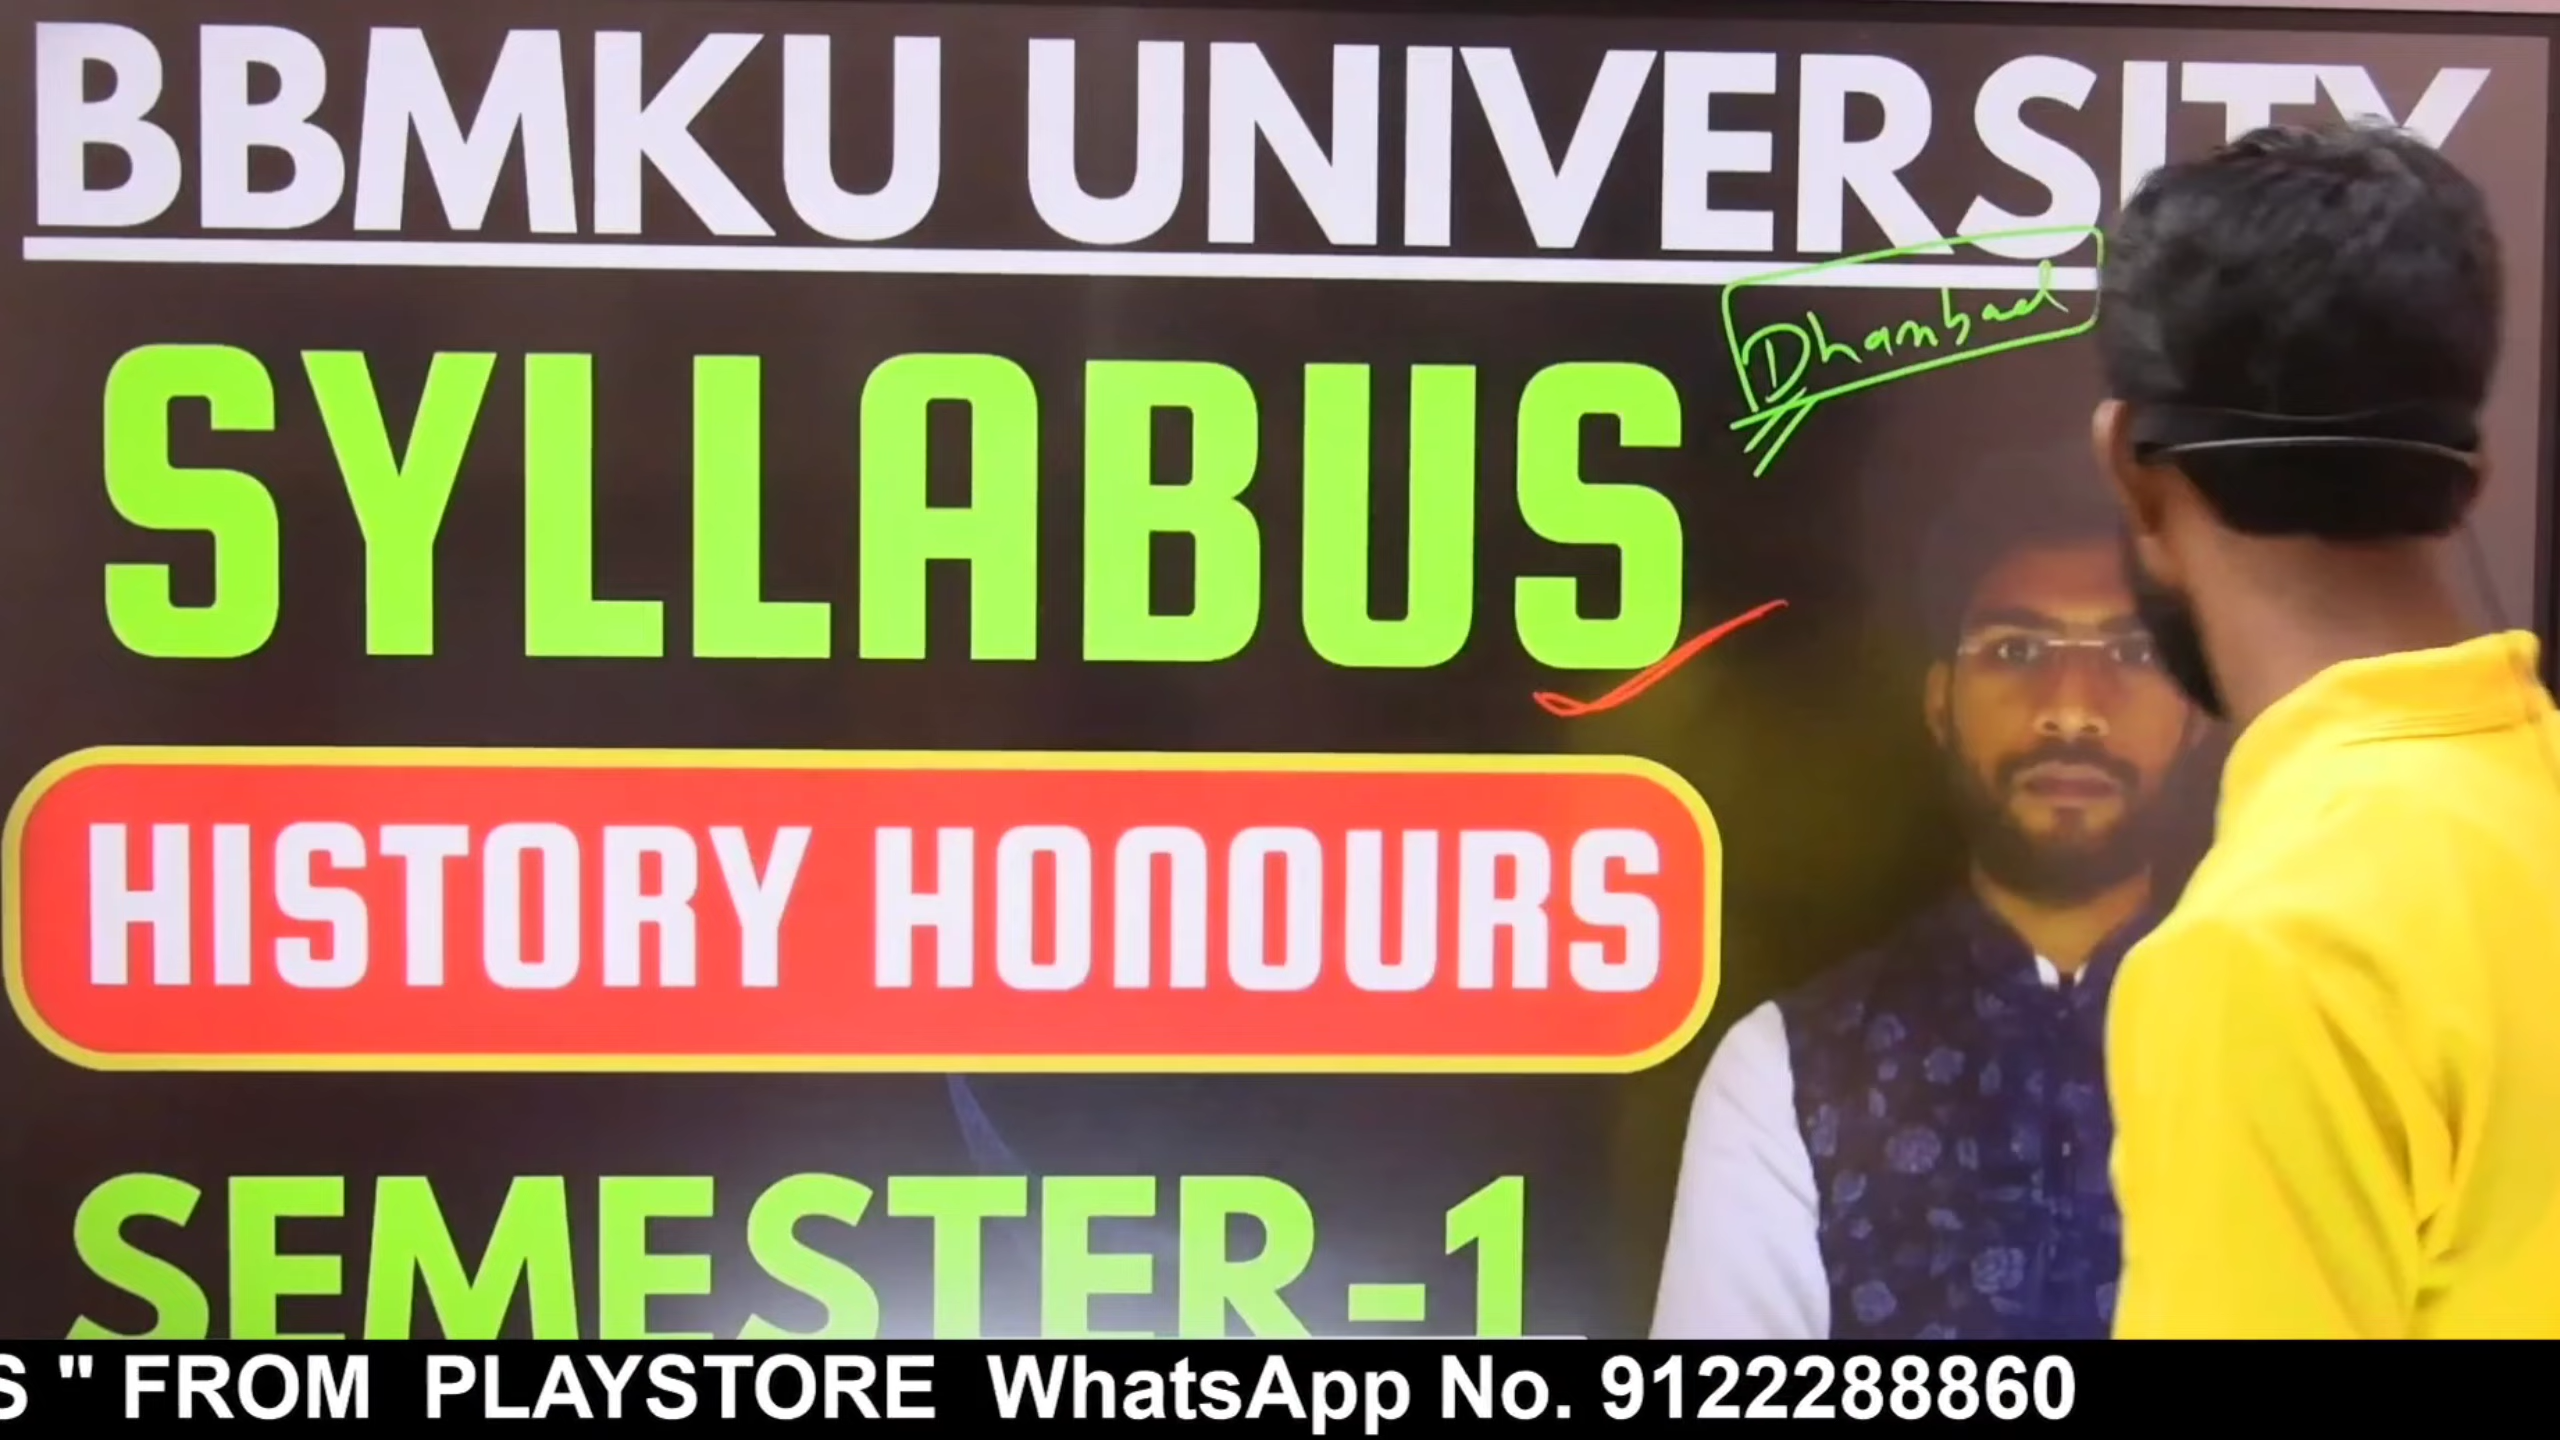 BBMKU UNIVERSITY
Dhanbad
SYLLABUS
HISTORY HONOURS
SEMESTER-1
S " FROM PLAYSTORE WhatsApp No. 9122288860